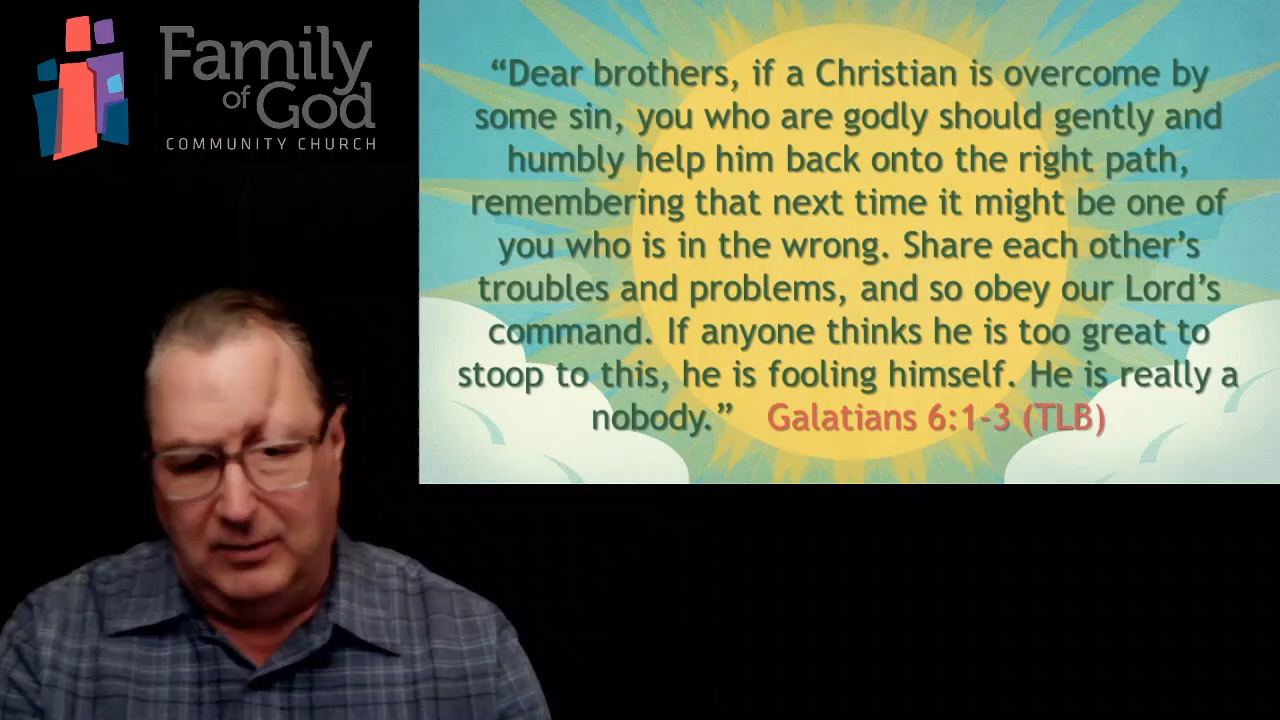 Family
of
God
COMMUNITY CHURCH
“Dear brothers, if a Christian is overcome by
some sin, you who are godly should gently and
humbly help him back onto the right path,
remembering that next time it might be one of
you who is in the wrong. Share each other’s
troubles and problems, and so obey our Lord’s
command. If anyone thinks he is too great to
stoop to this, he is fooling himself. He is really a
nobody.” Galatians 6:1-3 (TLB)